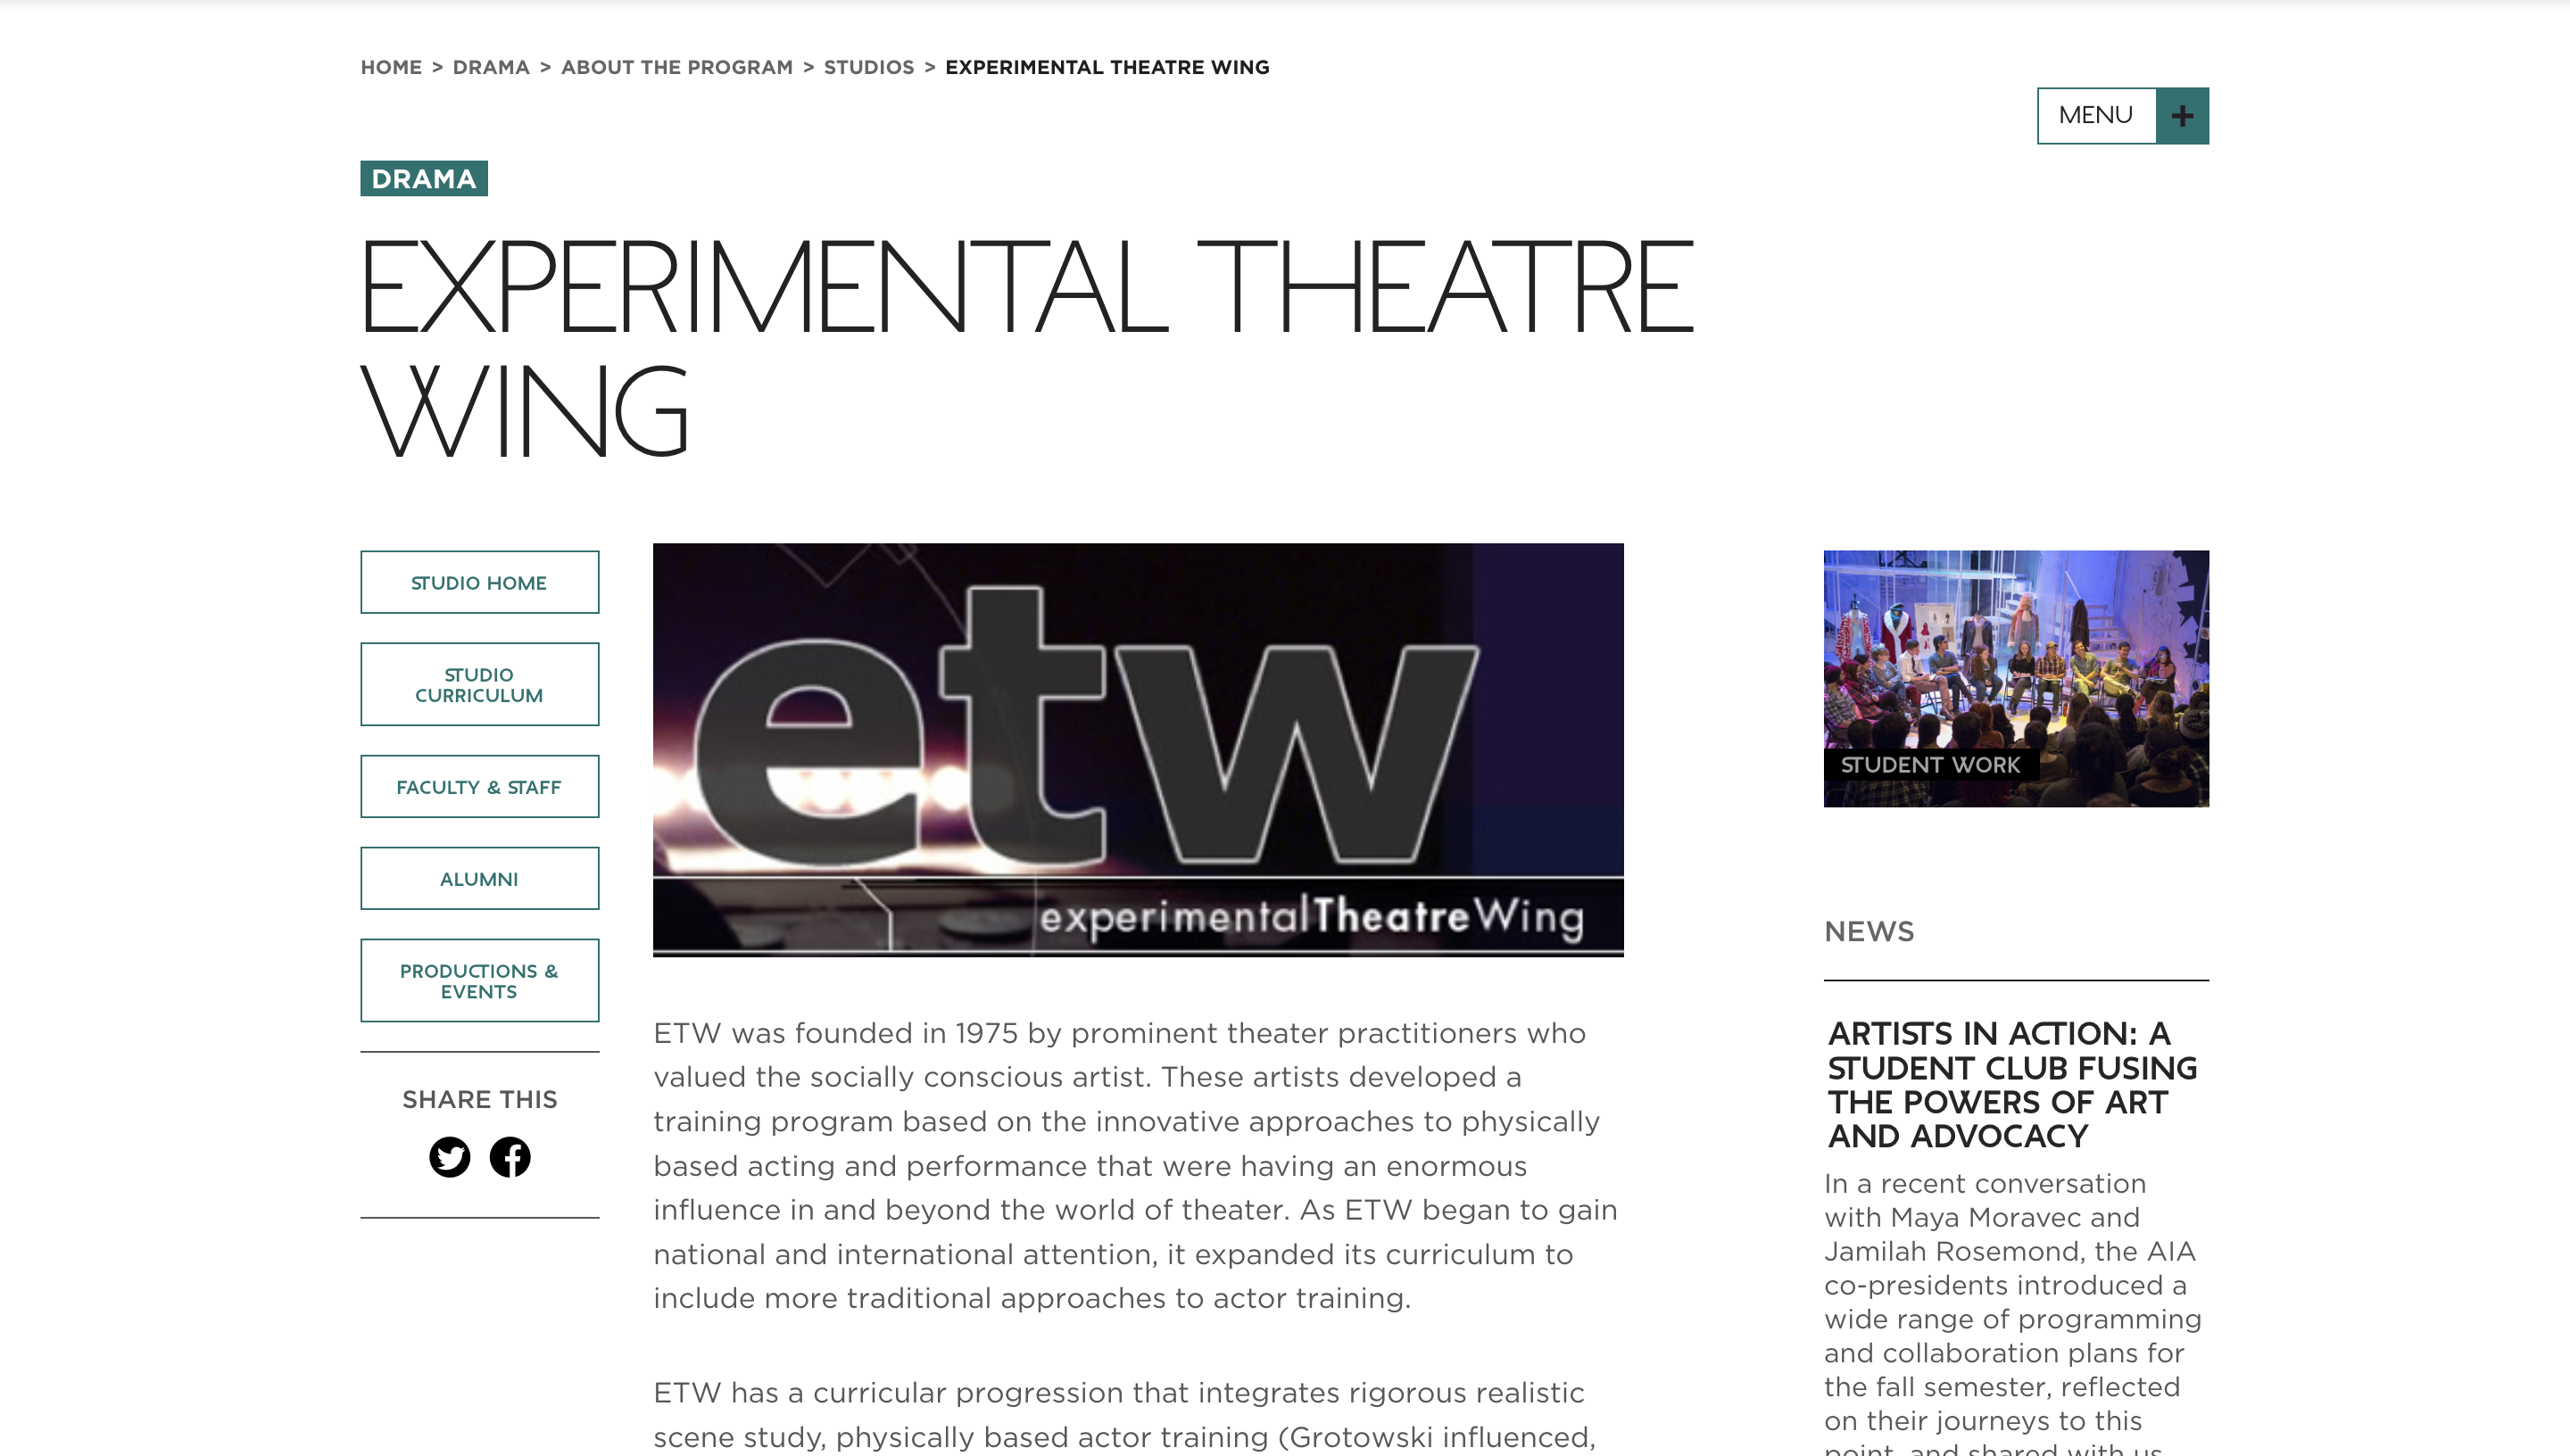 HOME > DRAMA > ABOUT THE PROGRAM > STUDIOS > EXPERIMENTAL THEATRE WING
MENU +
DRAMA
EXPERIMENTAL THEATRE
WING
STUDIO HOME
STUDIO
CURRICULUM
FACULTY & STAFF
ALUMNI
PRODUCTIONS &
EVENTS
SHARE THIS
etw
experimentalTheatreWing
ETW was founded in 1975 by prominent theater practitioners who
valued the socially conscious artist. These artists developed a
training program based on the innovative approaches to physically
based acting and performance that were having an enormous
influence in and beyond the world of theater. As ETW began to gain
national and international attention, it expanded its curriculum to
include more traditional approaches to actor training.
ETW has a curricular progression that integrates rigorous realistic
scene study, physically based actor training (Grotowski influenced,
STUDENT WORK
NEWS
ARTISTS IN ACTION: A
STUDENT CLUB FUSING
THE POWERS OF ART
AND ADVOCACY
In a recent conversation
with Maya Moravec and
Jamilah Rosemond, the AIA
co-presidents introduced a
wide range of programming
and collaboration plans for
the fall semester, reflected
on their journeys to this
point, and shared with us